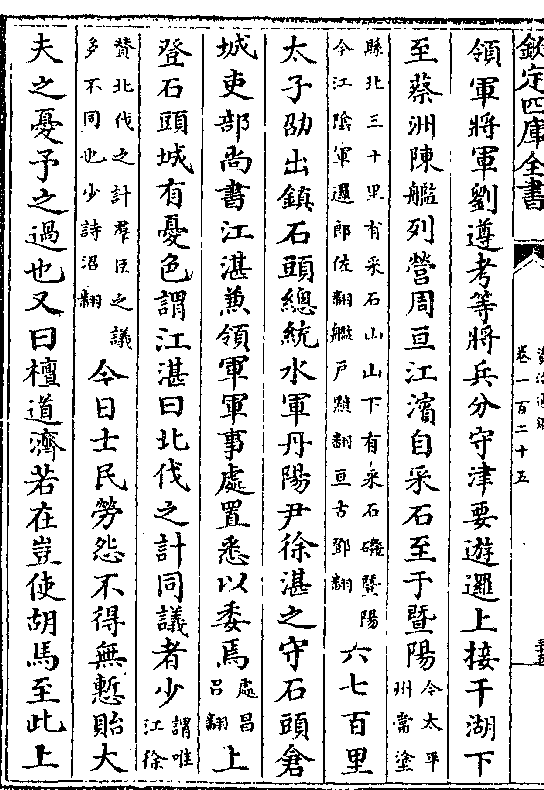 欽定四庫全書
資治通鑑
卷一百二十五
領軍將軍劉遵考等將兵分守津要遊邏上接于湖下
至蔡洲陳艦列營周亘江濱自采石至于暨陽今太平州當塗
縣北三十里有采石山山下有采石磯暨陽今江隂軍邏郎佐翻艦戸黤翻亘古鄧翻六七百里
太子劭出鎮石頭總統水軍丹陽尹徐湛之守石頭倉
城吏部尚書江湛兼領軍軍事處置悉以委焉處昌吕翻上
登石頭城有憂色謂江湛曰北伐之計同議者少謂唯江徐
贊北伐之計羣臣之議多不同也少詩沼翻今日士民勞怨不得無慙貽大
夫之憂予之過也又曰檀道濟若在豈使胡馬至此上